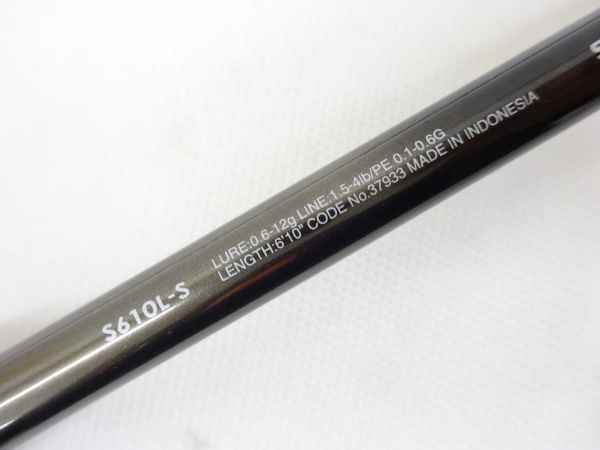 S610L-S
LURE:0.6-12g LINE:1.5-4lb/PE 0.1-0.6G
LENGTH:6'10" CODE No.37933 MADE IN INDONESIA
S